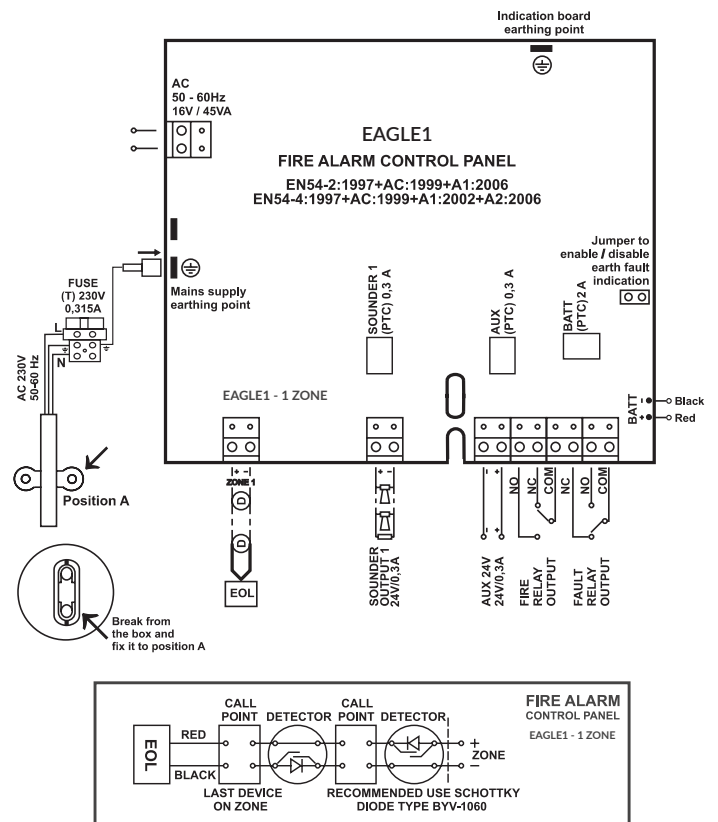 Indication board
earthing point
AC
50 - 60Hz
16V / 45VA
EAGLE1
FIRE ALARM CONTROL PANEL
EN54-2:1997+AC:1999+A1:2006
EN54-4:1997+AC:1999+A1:2002+A2:2006
Jumper to
enable / disable
earth fault
indication
Mains supply
earthing point
FUSE
(T) 230V
0,315A
L
N
AC 230V
50-60 Hz
SOUNDER 1
(PTC) 0,3 A
AUX
(PTC) 0,3 A
BATT
(PTC) 2 A
EAGLE1 - 1 ZONE
BATT
- Black
+ Red
Position A
+ -
ZONE 1
D
D
EOL
+ -
SOUNDER
OUTPUT 1
24V/0,3A
- +
- +
AUX 24V
24V/0,3A
NO
NC
COM
FIRE
RELAY
OUTPUT
NC
NO
COM
FAULT
RELAY
OUTPUT
Break from
the box and
fix it to position A
FIRE ALARM
CONTROL PANEL
EAGLE1 - 1 ZONE
CALL
POINT
DETECTOR
CALL
POINT
DETECTOR
EOL
RED
BLACK
+
ZONE
-
LAST DEVICE
ON ZONE
RECOMMENDED USE SCHOTTKY
DIODE TYPE BYV-1060